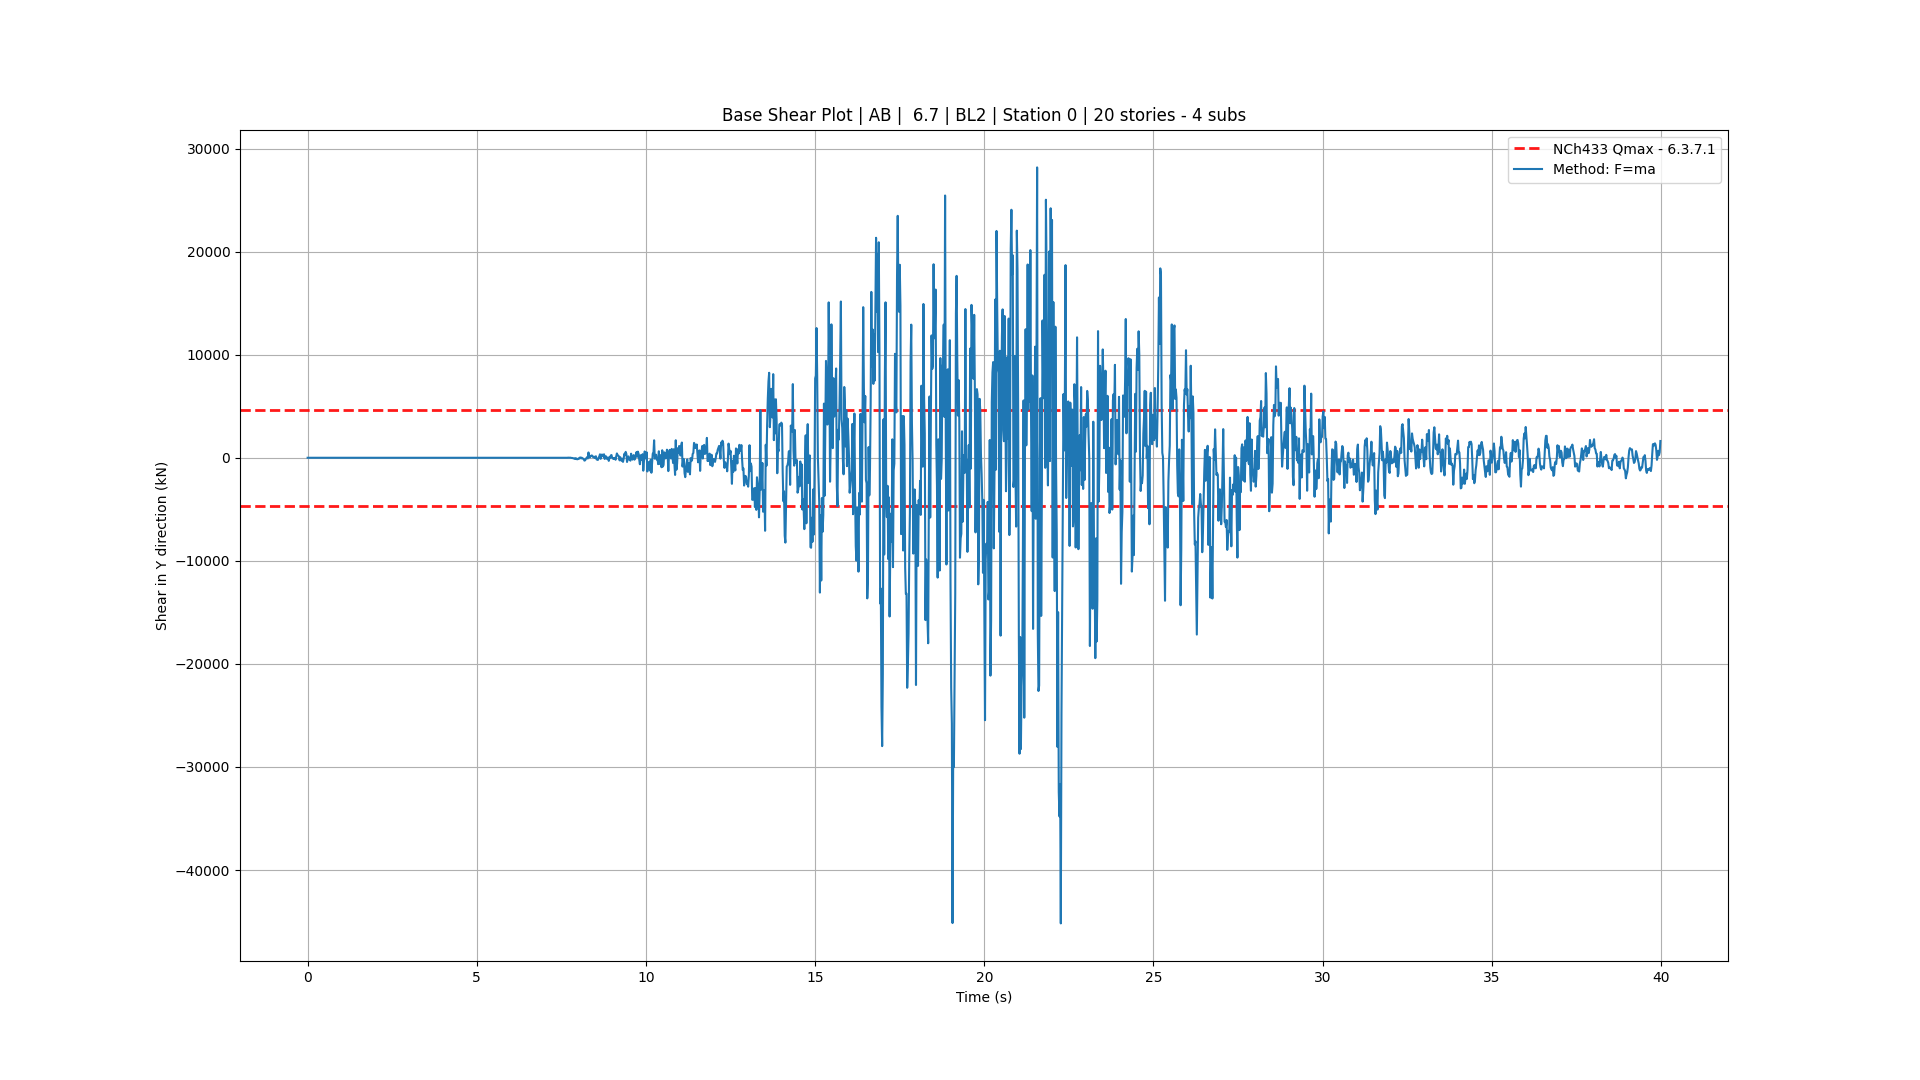 Base Shear Plot | AB |  6.7 | BL2 | Station 0 | 20 stories - 4 subs
NCh433 Qmax - 6.3.7.1
Method: F=ma
30000
20000
10000
0
−10000
−20000
−30000
−40000
Shear in Y direction (kN)
0 5 10 15 20 25 30 35 40
Time (s)